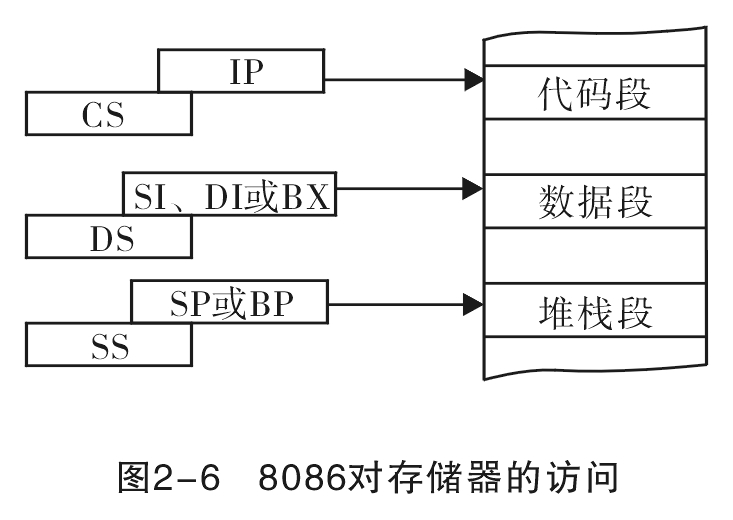 IP
代码段
CS
SI、DI或BX
数据段
DS
SP或BP
堆栈段
SS
图2-6 8086对存储器的访问